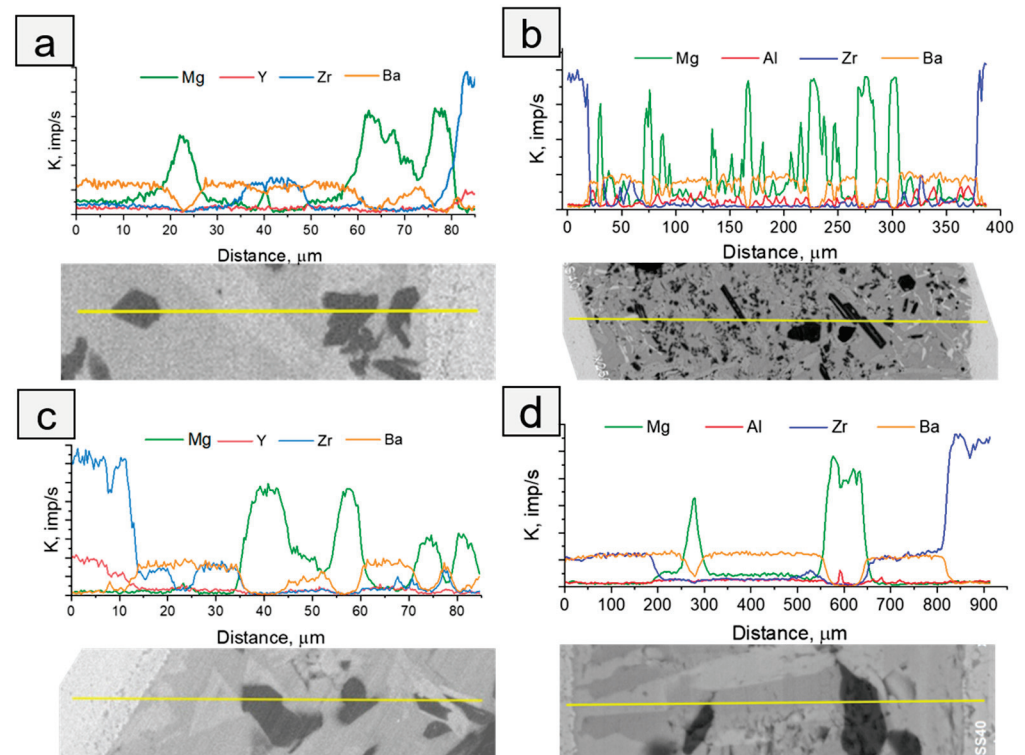 a
Mg Y Zr Ba
K, imp/s
0 10 20 30 40 50 60 70 80
Distance, μm
b
Mg Al Zr Ba
K, imp/s
0 50 100 150 200 250 300 350 400
Distance, μm
c
Mg Y Zr Ba
K, imp/s
0 10 20 30 40 50 60 70 80
Distance, μm
d
Mg Al Zr Ba
K, imp/s
0 100 200 300 400 500 600 700 800 900
Distance, μm
SS40